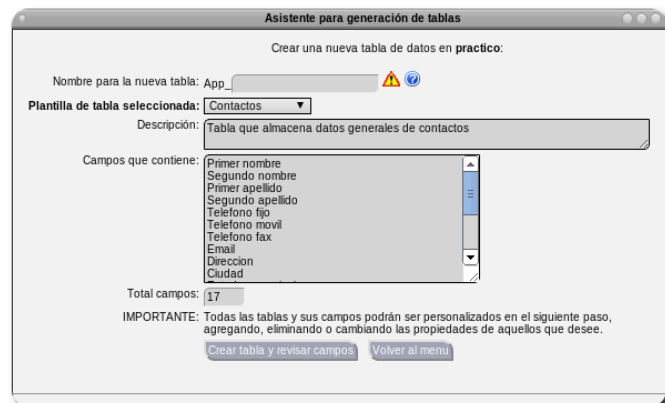 Asistente para generación de tablas
Crear una nueva tabla de datos en practico:
Nombre para la nueva tabla: App_
Plantilla de tabla seleccionada: Contactos
Descripción: Tabla que almacena datos generales de contactos
Campos que contiene: Primer nombre
Segundo nombre
Primer apellido
Segundo apellido
Telefono fijo
Telefono movil
Telefono fax
Email
Direccion
Ciudad
Total campos: 17
IMPORTANTE: Todas las tablas y sus campos podrán ser personalizados en el siguiente paso,
agregando, eliminando o cambiando las propiedades de aquellos que desee.
Crear tabla y revisar campos Volver al menu